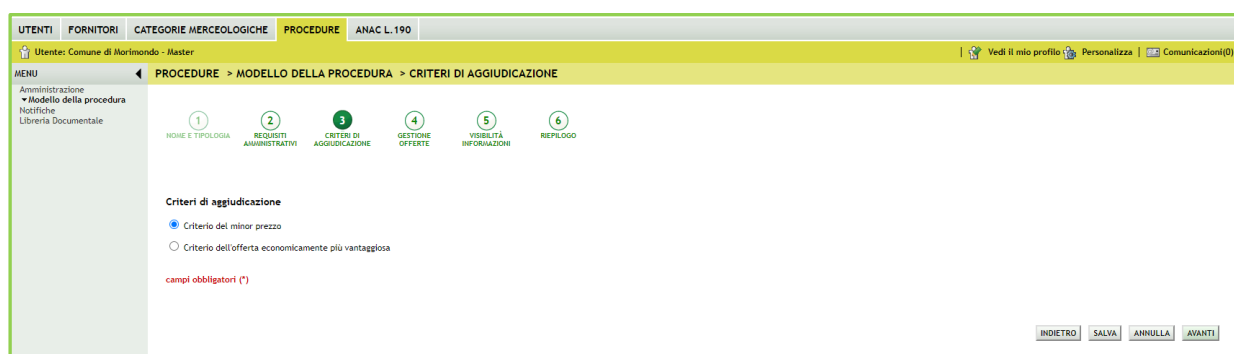 UTENTI FORNITORI CATEGORIE MERCEOLOGICHE PROCEDURE ANAC L.190
Utente: Comune di Morimondo - Master | Vedi il mio profilo Personalizza | Comunicazioni(0)
MENU PROCEDURE > MODELLO DELLA PROCEDURA > CRITERI DI AGGIUDICAZIONE
Amministrazione
Modello della procedura
Notifiche
Libreria Documentale
1 2 3 4 5 6
NOME E TIPOLOGIA REQUISITI CRITERI DI GESTIONE VISIBILITÀ RIEPILOGO
AMMINISTRATIVI AGGIUDICAZIONE OFFERTE INFORMAZIONI
Criteri di aggiudicazione
Criterio del minor prezzo
Criterio dell'offerta economicamente più vantaggiosa
campi obbligatori (*)
INDIETRO SALVA ANNULLA AVANTI